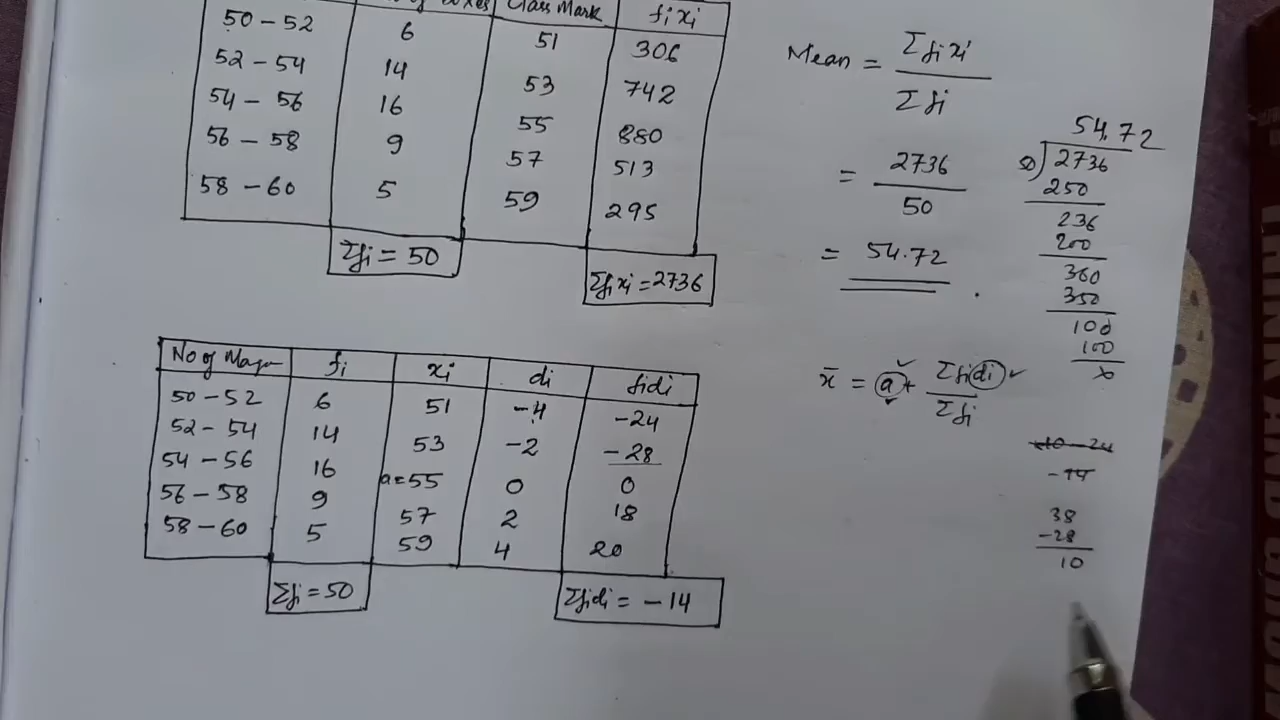 Class Mark fixi
50 – 52 6 51 306
52 – 54 14 53 742
54 – 56 16 55 880
56 – 58 9 57 513
58 – 60 5 59 295
Σfi = 50
Σfixi = 2736
Mean = Σfixi / Σfi
= 2736 / 50
= 54.72
54.72
50) 2736
250
236
200
360
350
100
100
x
No of Mago fi xi di fidi
50 – 52 6 51 -4 -24
52 – 54 14 53 -2 -28
54 – 56 16 a = 55 0 0
56 – 58 9 57 2 18
58 – 60 5 59 4 20
Σfi = 50
Σfidi = -14
x̄ = a + Σfidi / Σfi
+10 -24
-14
38
-28
10